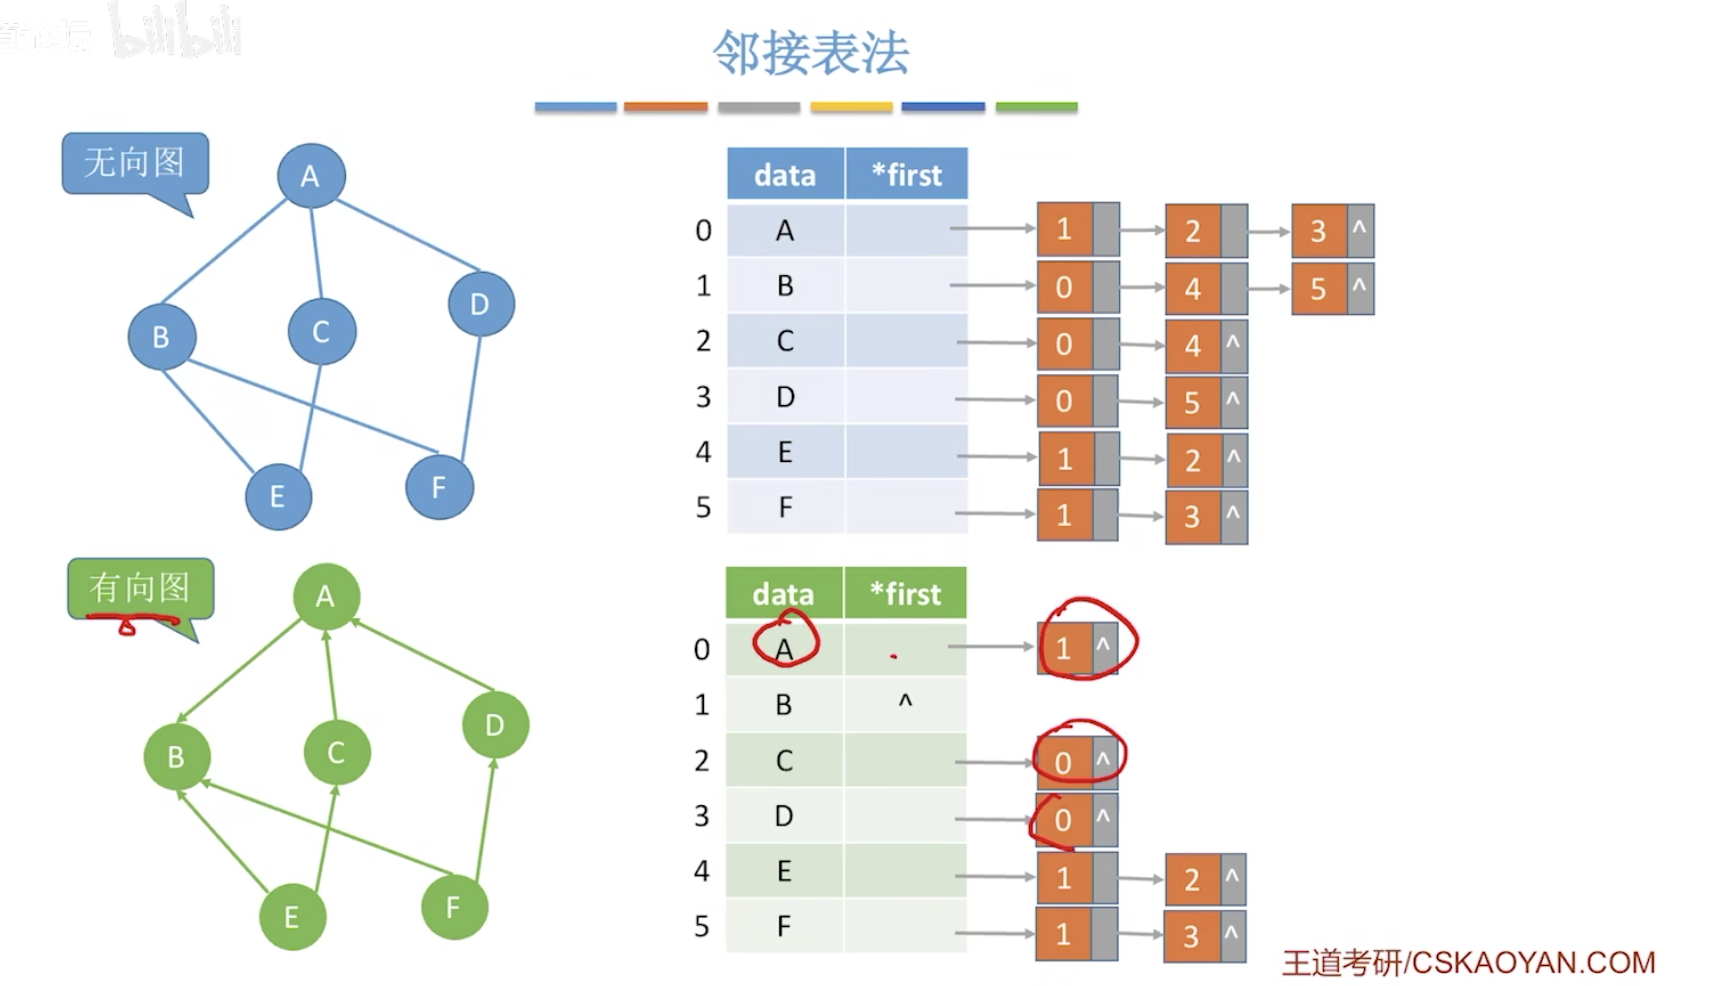 bilibili
邻接表法
无向图
A
B
C
D
E
F
data *first
0 A 1 2 3 ^
1 B 0 4 5 ^
2 C 0 4 ^
3 D 0 5 ^
4 E 1 2 ^
5 F 1 3 ^
有向图
A
B
C
D
E
F
data *first
0 A 1 ^
1 B ^
2 C 0 ^
3 D 0 ^
4 E 1 2 ^
5 F 1 3 ^
王道考研/CSKAOYAN.COM